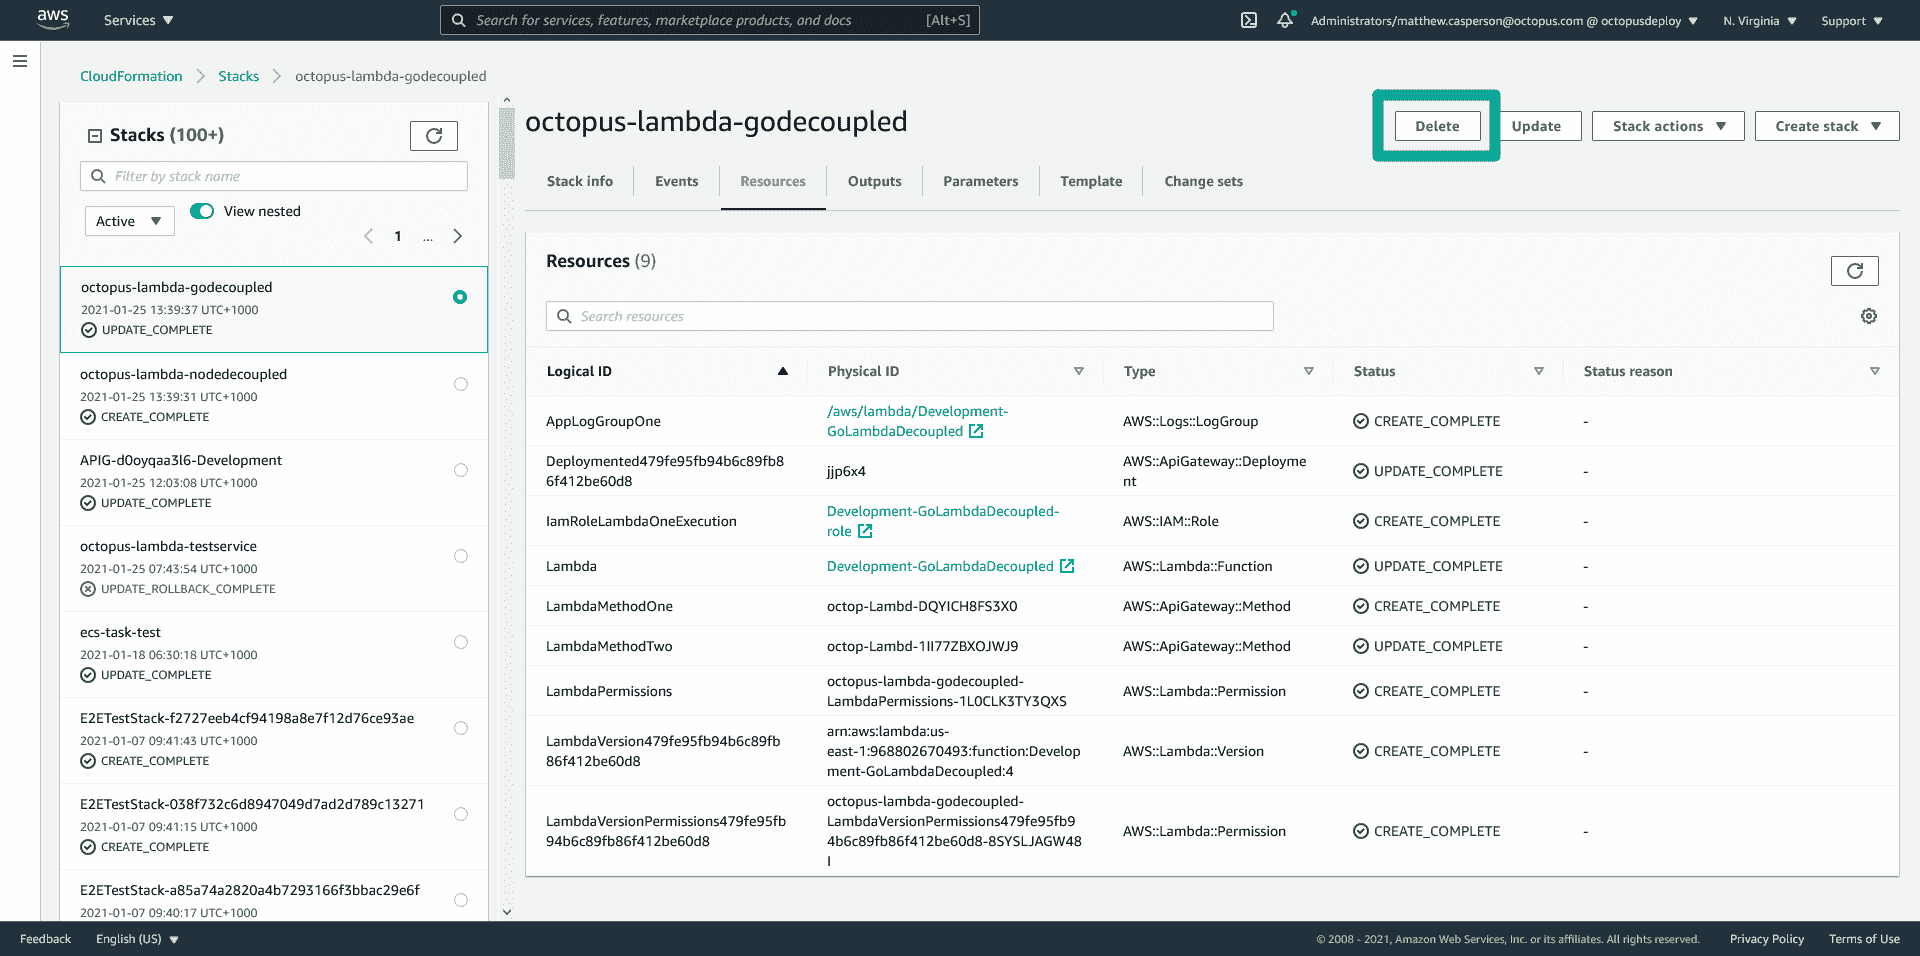 aws
Services
Search for services, features, marketplace products, and docs
[Alt+S]
Administrators/matthew.casperson@octopus.com @ octopusdeploy
N. Virginia
Support
CloudFormation
Stacks
octopus-lambda-godecoupled
Stacks (100+)
Filter by stack name
Active
View nested
1
...
octopus-lambda-godecoupled
2021-01-25 13:39:37 UTC+1000
UPDATE_COMPLETE
octopus-lambda-nodedecoupled
2021-01-25 13:39:31 UTC+1000
CREATE_COMPLETE
APIG-d0oyqaa3l6-Development
2021-01-25 12:03:08 UTC+1000
UPDATE_COMPLETE
octopus-lambda-testservice
2021-01-25 07:43:54 UTC+1000
UPDATE_ROLLBACK_COMPLETE
ecs-task-test
2021-01-18 06:30:18 UTC+1000
UPDATE_COMPLETE
E2ETestStack-f2727eeb4cf94198a8e7f12d76ce93ae
2021-01-07 09:41:43 UTC+1000
CREATE_COMPLETE
E2ETestStack-038f732c6d8947049d7ad2d789c13271
2021-01-07 09:41:15 UTC+1000
CREATE_COMPLETE
E2ETestStack-a85a74a2820a4b7293166f3bbac29e6f
2021-01-07 09:40:17 UTC+1000
octopus-lambda-godecoupled
Delete
Update
Stack actions
Create stack
Stack info
Events
Resources
Outputs
Parameters
Template
Change sets
Resources (9)
Search resources
Logical ID
Physical ID
Type
Status
Status reason
AppLogGroupOne
/aws/lambda/Development-
GoLambdaDecoupled
AWS::Logs::LogGroup
CREATE_COMPLETE
-
Deploymented479fe95fb94b6c89fb8
6f412be60d8
jjp6x4
AWS::ApiGateway::Deployme
nt
UPDATE_COMPLETE
-
IamRoleLambdaOneExecution
Development-GoLambdaDecoupled-
role
AWS::IAM::Role
CREATE_COMPLETE
-
Lambda
Development-GoLambdaDecoupled
AWS::Lambda::Function
UPDATE_COMPLETE
-
LambdaMethodOne
octop-Lambd-DQYICH8FS3X0
AWS::ApiGateway::Method
CREATE_COMPLETE
-
LambdaMethodTwo
octop-Lambd-1II77ZBXOJWJ9
AWS::ApiGateway::Method
UPDATE_COMPLETE
-
LambdaPermissions
octopus-lambda-godecoupled-
LambdaPermissions-1L0CLK3TY3QXS
AWS::Lambda::Permission
CREATE_COMPLETE
-
LambdaVersion479fe95fb94b6c89fb
86f412be60d8
arn:aws:lambda:us-
east-1:968802670493:function:Develop
ment-GoLambdaDecoupled:4
AWS::Lambda::Version
CREATE_COMPLETE
-
LambdaVersionPermissions479fe95fb
94b6c89fb86f412be60d8
octopus-lambda-godecoupled-
LambdaVersionPermissions479fe95fb9
4b6c89fb86f412be60d8-8SYSLJAGW48
I
AWS::Lambda::Permission
CREATE_COMPLETE
-
Feedback
English (US)
© 2008 - 2021, Amazon Web Services, Inc. or its affiliates. All rights reserved.
Privacy Policy
Terms of Use